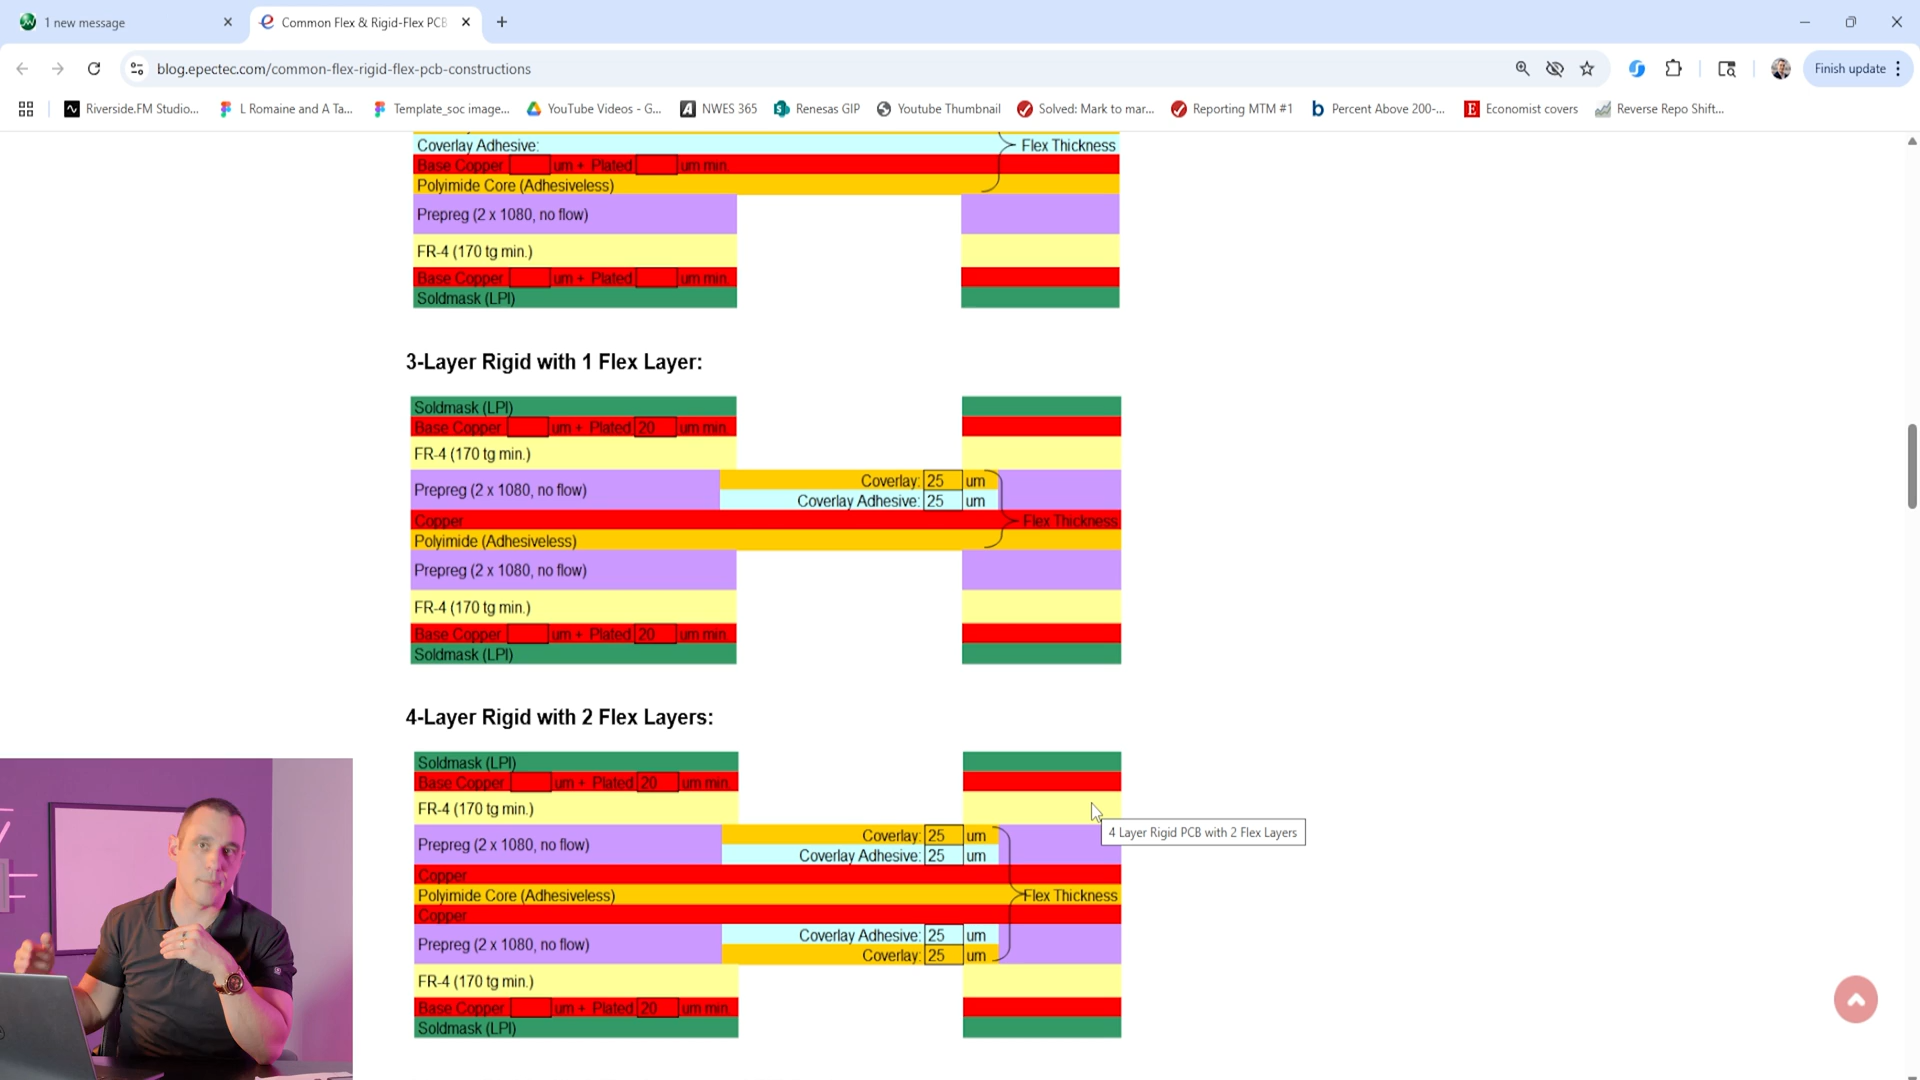 1 new message
Common Flex & Rigid-Flex PCB
blog.epectec.com/common-flex-rigid-flex-pcb-constructions
Finish update
Riverside.FM Studio...
L Romaine and A Ta...
Template_soc image...
YouTube Videos - G...
NWES 365
Renesas GIP
Youtube Thumbnail
Solved: Mark to mar...
Reporting MTM #1
Percent Above 200-...
Economist covers
Reverse Repo Shift...
Coverlay Adhesive:
Flex Thickness
Base Copper um + Plated um min.
Polyimide Core (Adhesiveless)
Prepreg (2 x 1080, no flow)
FR-4 (170 tg min.)
Base Copper um + Plated um min.
Soldmask (LPI)
3-Layer Rigid with 1 Flex Layer:
Soldmask (LPI)
Base Copper um + Plated 20 um min.
FR-4 (170 tg min.)
Coverlay: 25 um
Prepreg (2 x 1080, no flow)
Coverlay Adhesive: 25 um
Copper
Flex Thickness
Polyimide (Adhesiveless)
Prepreg (2 x 1080, no flow)
FR-4 (170 tg min.)
Base Copper um + Plated 20 um min.
Soldmask (LPI)
4-Layer Rigid with 2 Flex Layers:
Soldmask (LPI)
Base Copper um + Plated 20 um min.
FR-4 (170 tg min.)
4 Layer Rigid PCB with 2 Flex Layers
Coverlay: 25 um
Prepreg (2 x 1080, no flow)
Coverlay Adhesive: 25 um
Copper
Polyimide Core (Adhesiveless)
Flex Thickness
Copper
Coverlay Adhesive: 25 um
Prepreg (2 x 1080, no flow)
Coverlay: 25 um
FR-4 (170 tg min.)
Base Copper um + Plated 20 um min.
Soldmask (LPI)